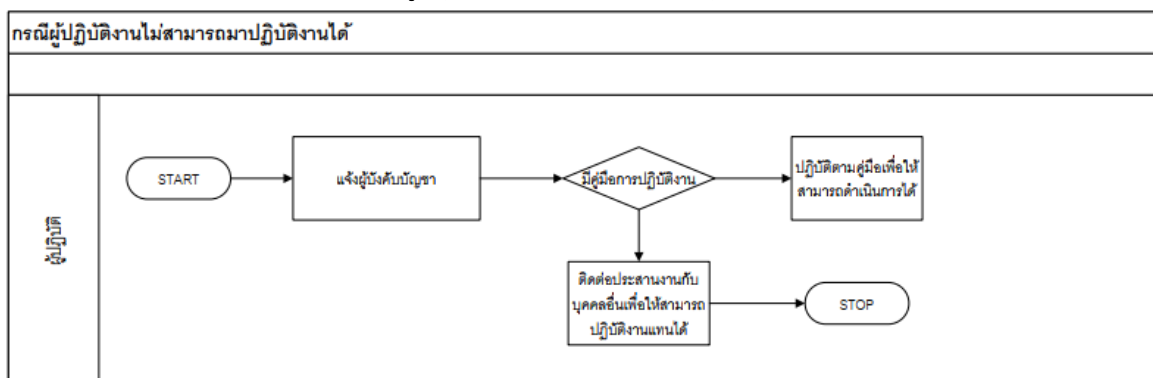 กรณีผู้ปฏิบัติงานไม่สามารถมาปฏิบัติงานได้
ผู้ปฏิบัติ
START
แจ้งผู้บังคับบัญชา
มีคู่มือการปฏิบัติงาน
ปฏิบัติตามคู่มือเพื่อให้
สามารถดำเนินการได้
ติดต่อประสานงานกับ
บุคคลอื่นเพื่อให้สามารถ
ปฏิบัติงานแทนได้
STOP